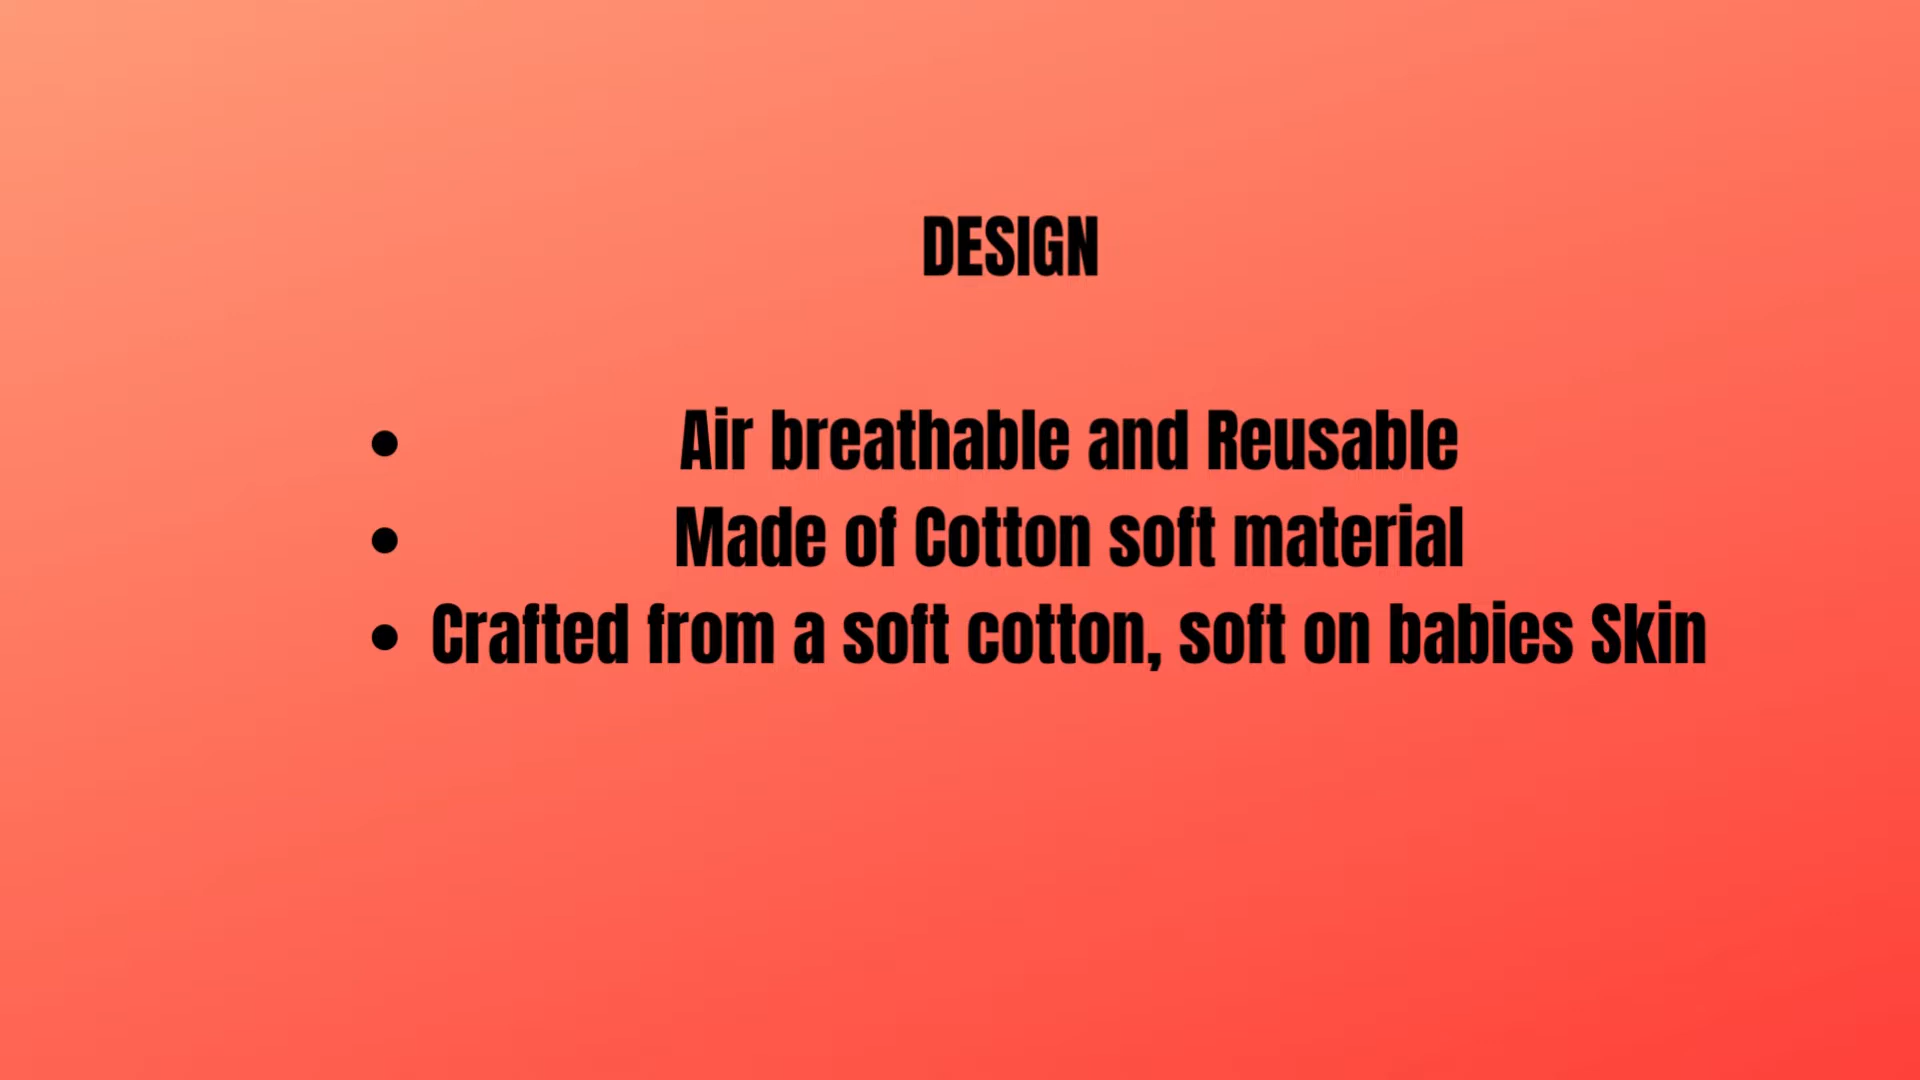 DESIGN
• Air breathable and Reusable
• Made of Cotton soft material
• Crafted from a soft cotton, soft on babies Skin